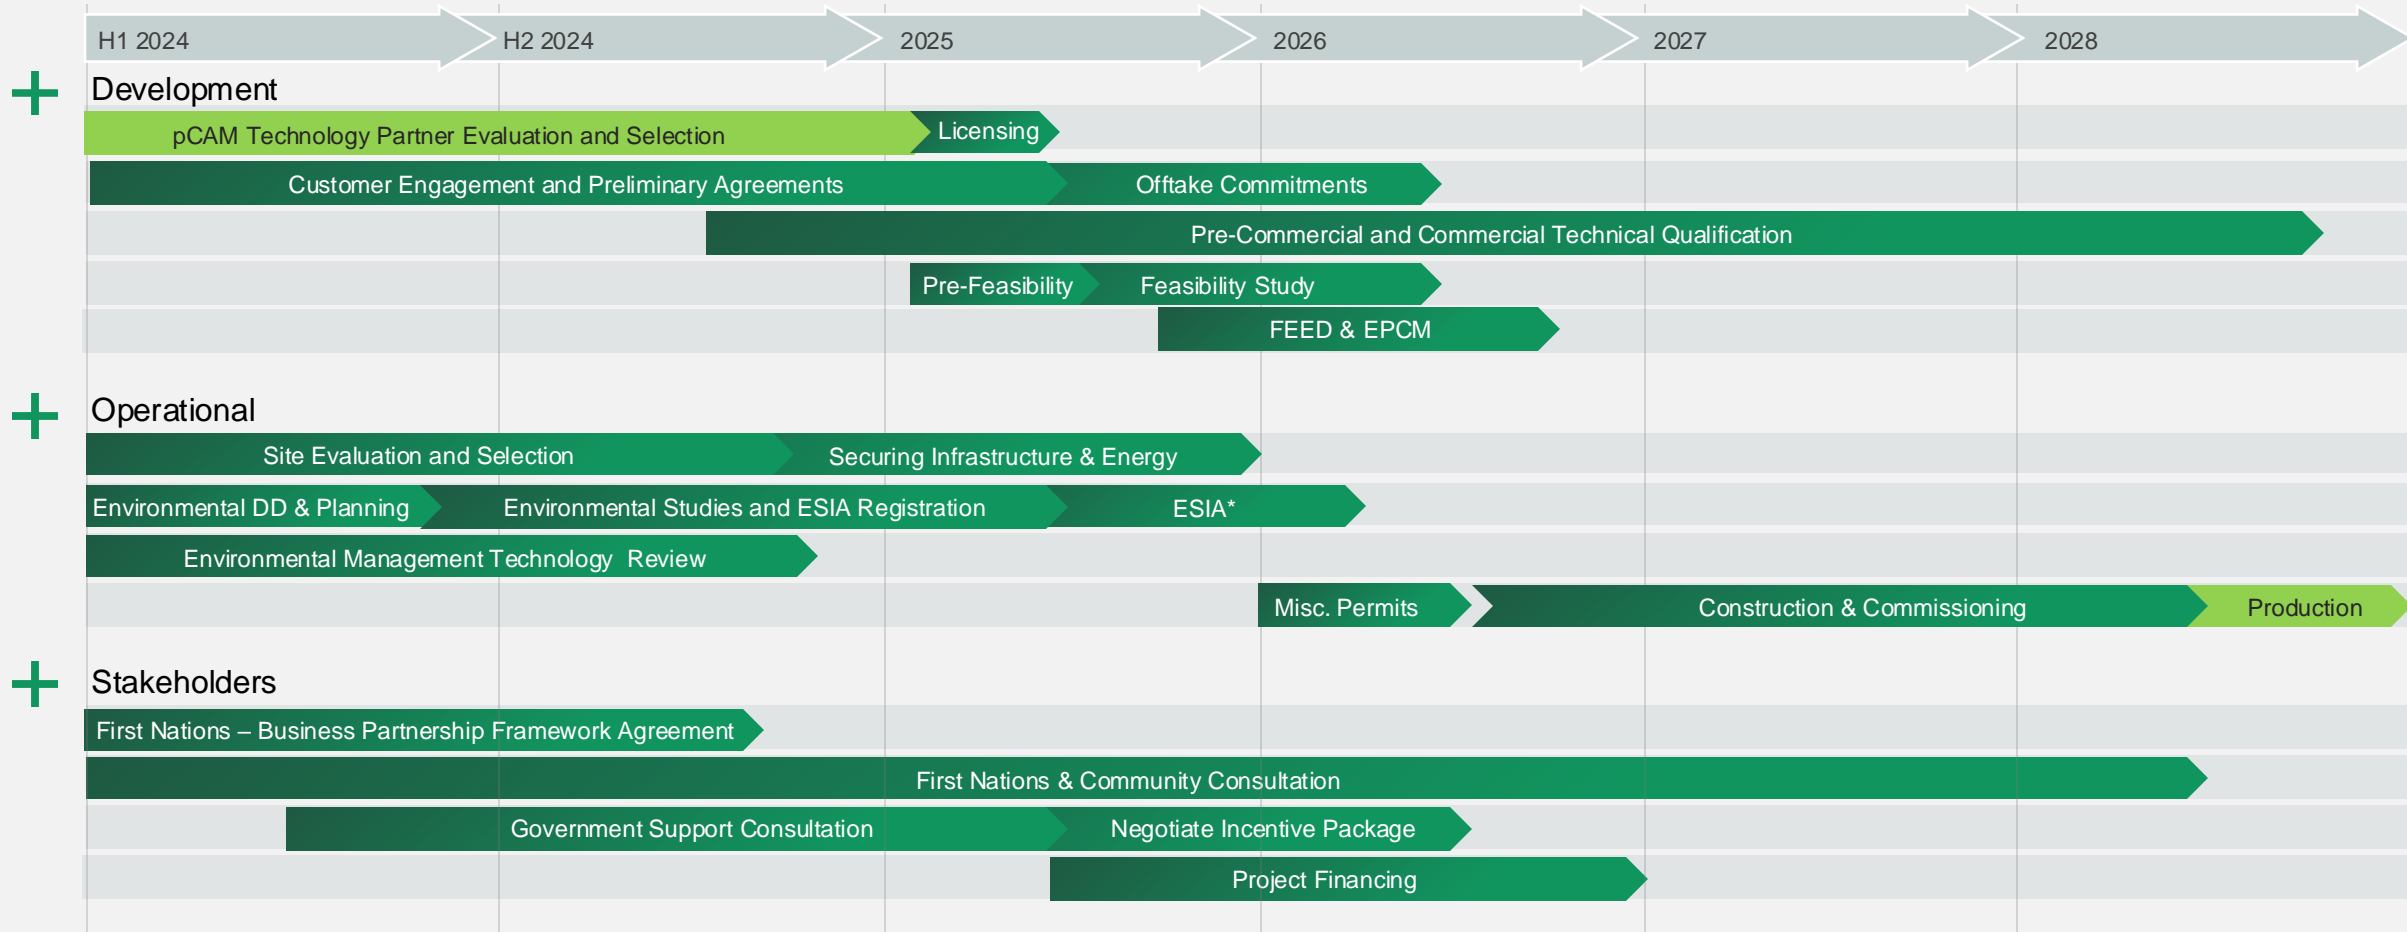 H1 2024
H2 2024
2025
2026
2027
2028
Development
pCAM Technology Partner Evaluation and Selection
Licensing
Customer Engagement and Preliminary Agreements
Offtake Commitments
Pre-Commercial and Commercial Technical Qualification
Pre-Feasibility
Feasibility Study
FEED & EPCM
Operational
Site Evaluation and Selection
Securing Infrastructure & Energy
Environmental DD & Planning
Environmental Studies and ESIA Registration
ESIA*
Environmental Management Technology Review
Misc. Permits
Construction & Commissioning
Production
Stakeholders
First Nations – Business Partnership Framework Agreement
First Nations & Community Consultation
Government Support Consultation
Negotiate Incentive Package
Project Financing